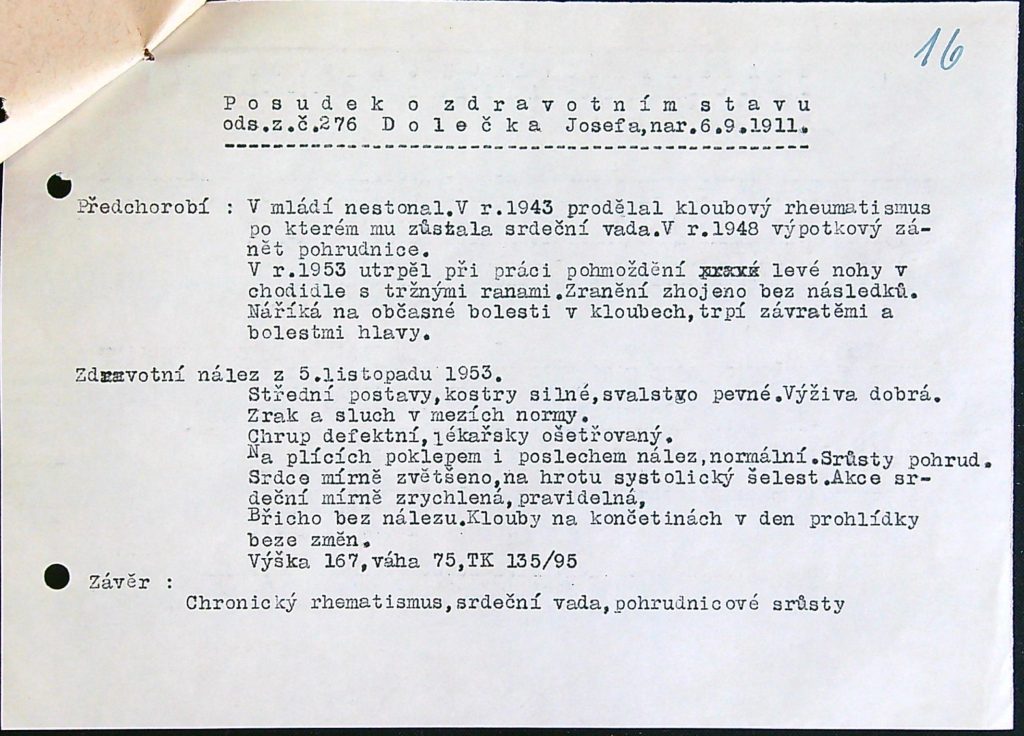 16
P o s u d e k o z d r a v o t n í m s t a v u
ods.z.č.276 D o l e č k a Josefa,nar.6.9.1911.
Předchorobí : V mládí nestonal.V r.1943 prodělal kloubový rheumatismus
po kterém mu zůstala srdeční vada.V r.1948 výpotkový zá-
nět pohrudnice.
V r.1953 utrpěl při práci pohmoždění levé nohy v
chodidle s tržnými ranami.Zranění zhojeno bez následků.
Náříká na občasné bolesti v kloubech,trpí závratěmi a
bolestmi hlavy.
Zdravotní nález z 5.listopadu 1953.
Střední postavy,kostry silné,svalstvo pevné.Výživa dobrá.
Zrak a sluch v mezích normy.
Chrup defektní,lékařsky ošetřovaný.
Na plících poklepem i poslechem nález,normální.Srůsty pohrud.
Srdce mírně zvětšeno,na hrotu systolický šelest.Akce sr-
deční mírně zrychlená,pravidelná,
Břicho bez nálezu.Klouby na končetinách v den prohlídky
beze změn.
Výška 167,váha 75,TK 135/95
Závěr :
Chronický rhematismus,srdeční vada,pohrudnicové srůsty